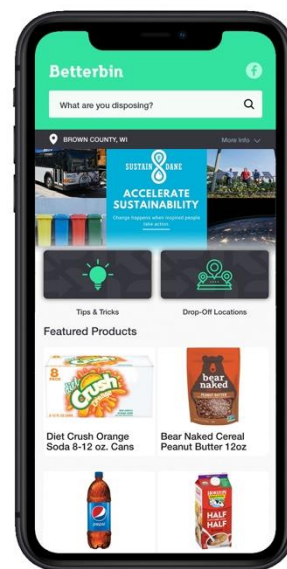 Betterbin
f
What are you disposing?
BROWN COUNTY, WI
More Info
SUSTAIN DANE
ACCELERATE
SUSTAINABILITY
Change happens when inspired people
take action.
Tips & Tricks
Drop-Off Locations
Featured Products
8
Diet
Crush
bear
naked
Diet Crush Orange
Soda 8-12 oz. Cans
Bear Naked Cereal
Peanut Butter 12oz
pepsi
HALF
HALF